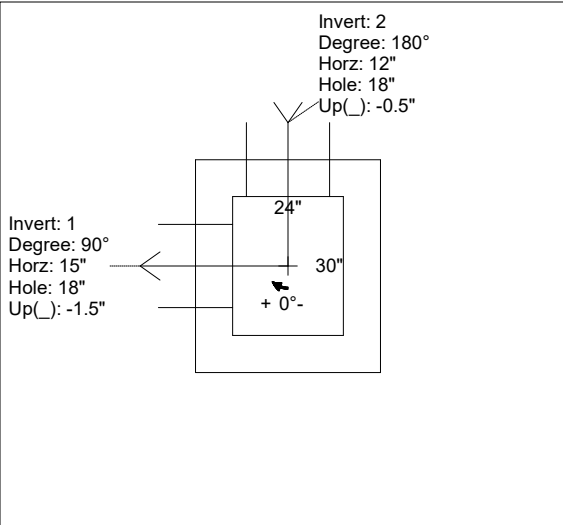 Invert: 2
Degree: 180°
Horz: 12"
Hole: 18"
Up(_): -0.5"
24"
Invert: 1
Degree: 90°
Horz: 15"
Hole: 18"
Up(_): -1.5"
30"
+ 0°-